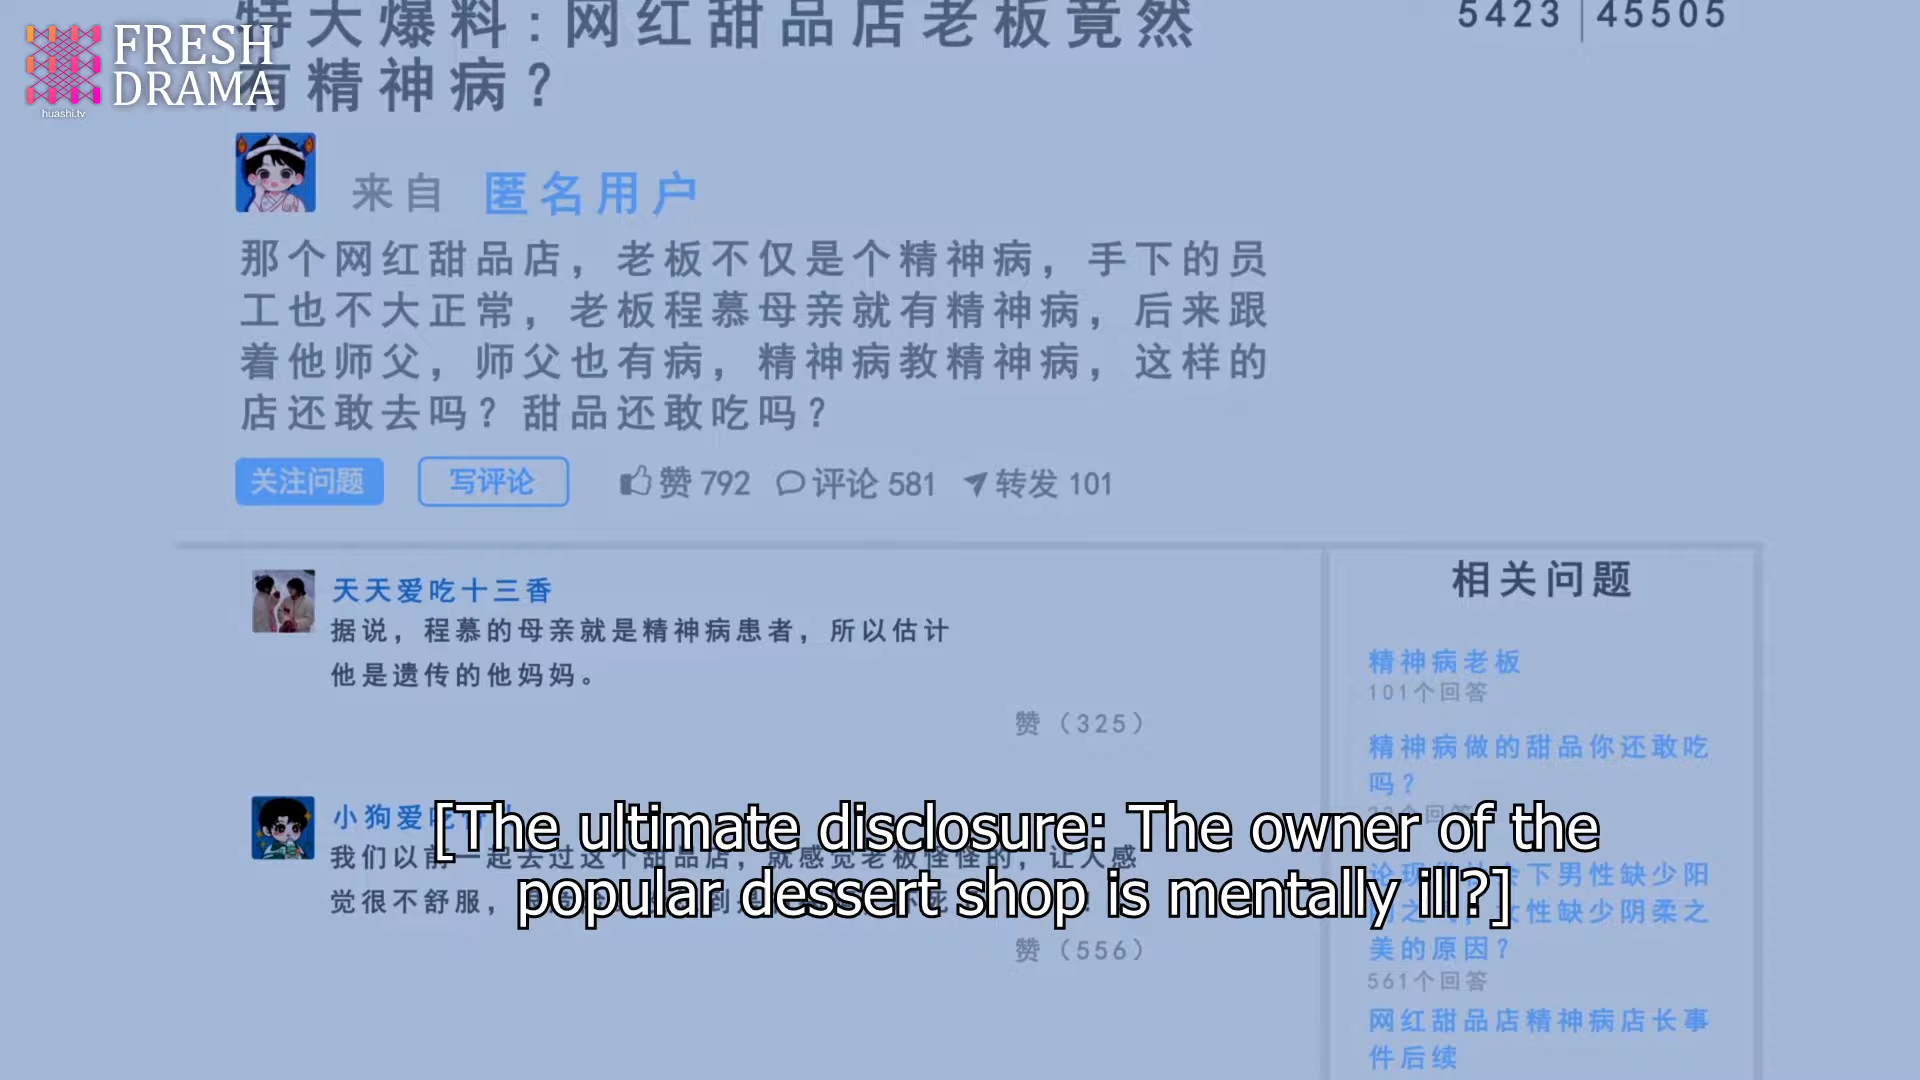 特大爆料:网红甜品店老板竟然
5423 | 45505
FRESH
DRAMA
huashi.tv
有精神病?
来自 匿名用户
那个网红甜品店，老板不仅是个精神病，手下的员
工也不大正常，老板程慕母亲就有精神病，后来跟
着他师父，师父也有病，精神病教精神病，这样的
店还敢去吗？甜品还敢吃吗？
关注问题 写评论 赞 792 评论 581 转发 101
天天爱吃十三香
据说，程慕的母亲就是精神病患者，所以估计
他是遗传的他妈妈。
赞（325）
小狗爱吃
我们以前一起去过这个甜品店，就感觉老板怪怪的，让人感
觉很不舒服，
赞（556）
相关问题
精神病老板
101个回答
精神病做的甜品你还敢吃
吗？
下男性缺少阳
性缺少阴柔之
美的原因？
561个回答
网红甜品店精神病店长事
件后续
[The ultimate disclosure: The owner of the
popular dessert shop is mentally ill?]